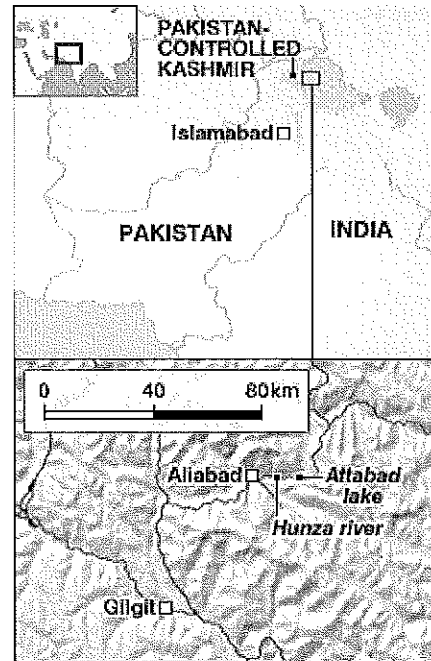 PAKISTAN-
CONTROLLED
KASHMIR
Islamabad
PAKISTAN
INDIA
0 40 80km
Aliabad
Attabad
lake
Hunza river
Gilgit